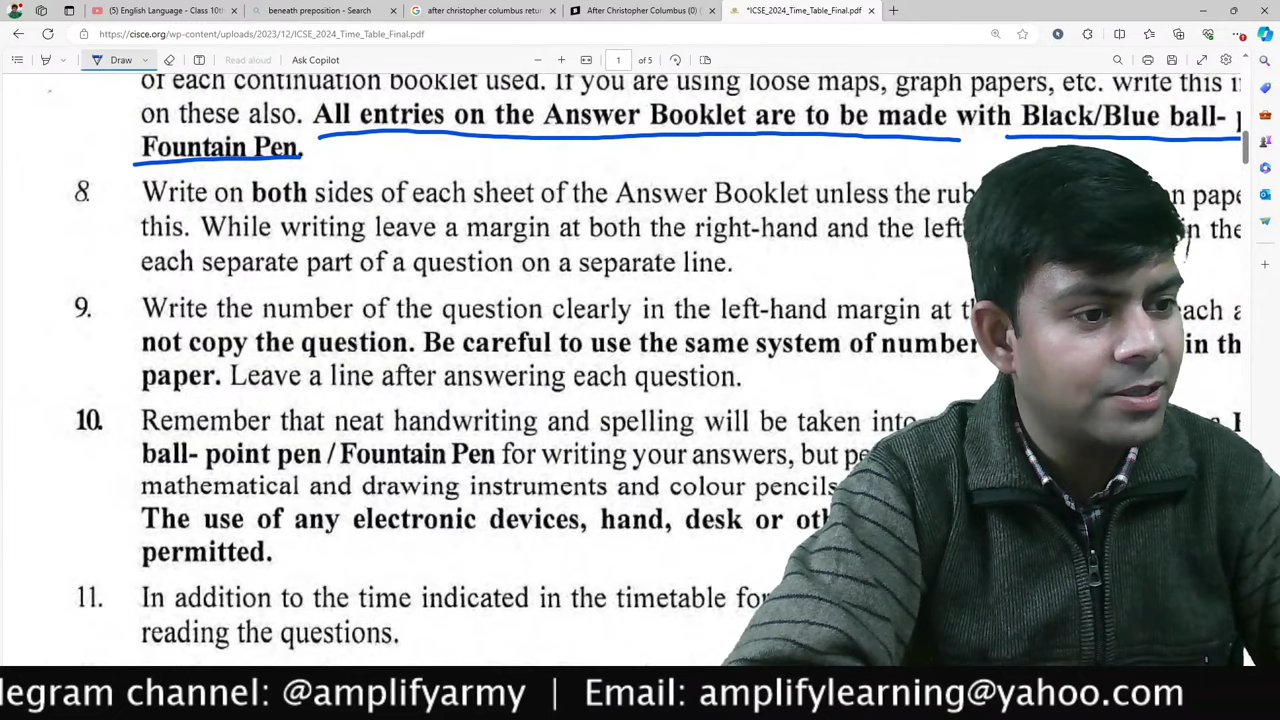 (5) English Language - Class 10th
beneath preposition - Search
after christopher columbus retur
After Christopher Columbus (0)
*ICSE_2024_Time_Table_Final.pdf
https://cisce.org/wp-content/uploads/2023/12/ICSE_2024_Time_Table_Final.pdf
Draw
Read aloud
Ask Copilot
1 of 5
of each continuation booklet used. If you are using loose maps, graph papers, etc. write this i
on these also. All entries on the Answer Booklet are to be made with Black/Blue ball-
Fountain Pen.
8. Write on both sides of each sheet of the Answer Booklet unless the rub
this. While writing leave a margin at both the right-hand and the left in the
each separate part of a question on a separate line.
9. Write the number of the question clearly in the left-hand margin at each a
not copy the question. Be careful to use the same system of number in th
paper. Leave a line after answering each question.
10. Remember that neat handwriting and spelling will be taken into
ball- point pen / Fountain Pen for writing your answers, but pe
mathematical and drawing instruments and colour pencils
The use of any electronic devices, hand, desk or ot
permitted.
11. In addition to the time indicated in the timetable for
reading the questions.
legram channel: @amplifyarmy | Email: amplifylearning@yahoo.com